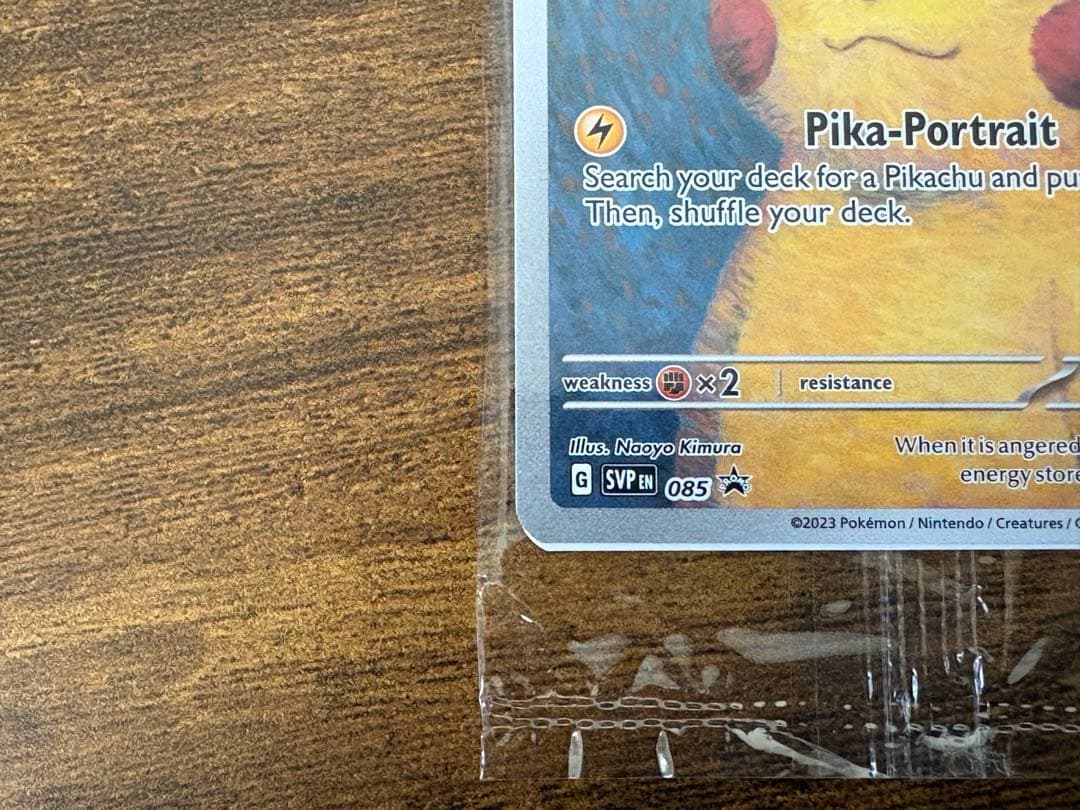 Pika-Portrait
Search your deck for a Pikachu and pu
Then, shuffle your deck.
weakness ×2 resistance
Illus. Naoyo Kimura
When it is angered
G SVP EN 085
energy store
©2023 Pokémon / Nintendo / Creatures /